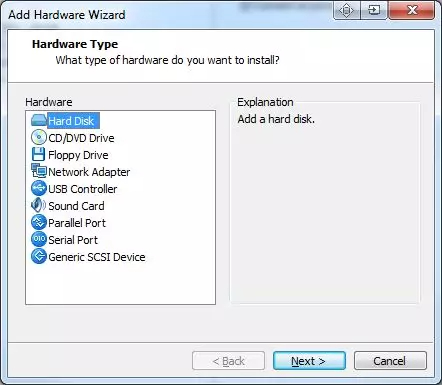 Add Hardware Wizard
Hardware Type
What type of hardware do you want to install?
Hardware
Hard Disk
CD/DVD Drive
Floppy Drive
Network Adapter
USB Controller
Sound Card
Parallel Port
Serial Port
Generic SCSI Device
Explanation
Add a hard disk.
< Back
Next >
Cancel